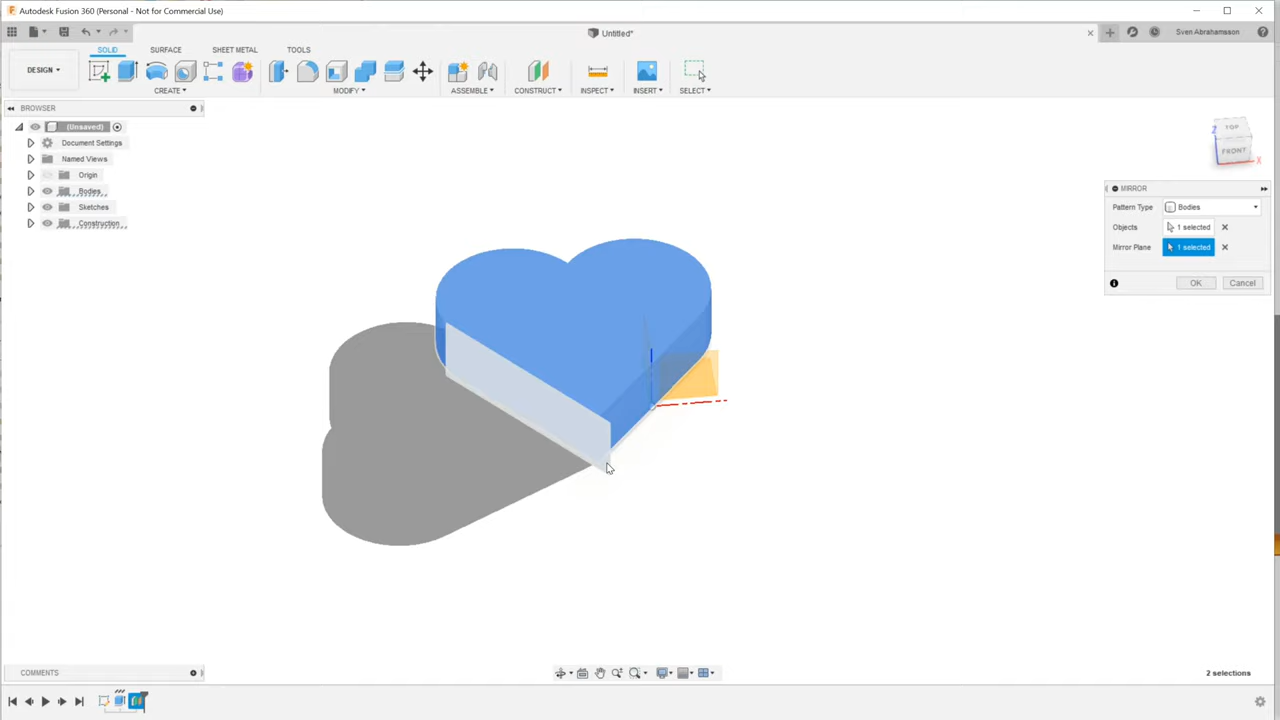 Autodesk Fusion 360 (Personal - Not for Commercial Use)
Untitled*
Sven Abrahamsson
SOLID SURFACE SHEET METAL TOOLS
DESIGN
CREATE MODIFY ASSEMBLE CONSTRUCT INSPECT INSERT SELECT
BROWSER
(Unsaved)
Document Settings
Named Views
Origin
Bodies
Sketches
Construction
TOP
FRONT
Z
X
MIRROR
Pattern Type Bodies
Objects 1 selected
Mirror Plane 1 selected
OK Cancel
COMMENTS
2 selections